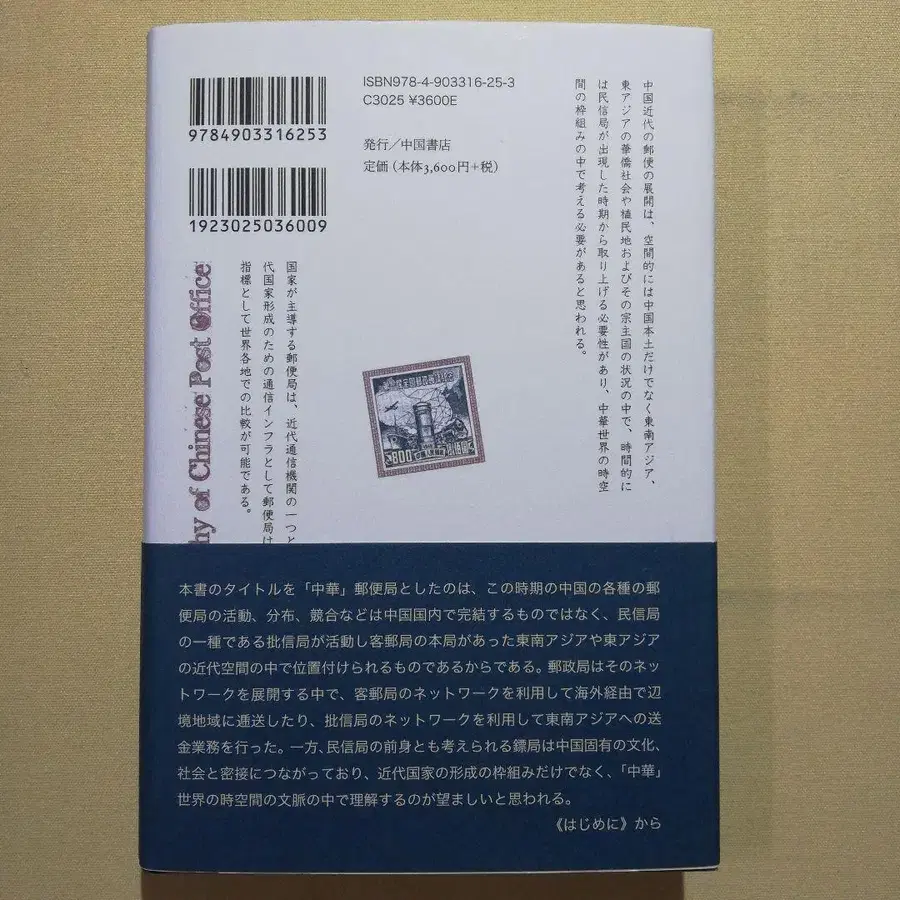 9784903316253
1923025036009
ISBN978-4-903316-25-3
C3025 ¥3600E
発行／中国書店
定価（本体3,600円＋税）
中国近代の郵便の展開は、空間的には中国本土だけでなく東南アジア、
東アジアの華僑社会や植民地およびその宗主国の状況の中で、時間的に
は民信局が出現した時期から取り上げる必要性があり、中華世界の時空
間の枠組みの中で考える必要があると思われる。
国家が主導する郵便局は、近代通信機関の一つと
代国家形成のための通信インフラとして郵便局は
指標として世界各地での比較が可能である。
hy of Chinese Post Office
800
本書のタイトルを「中華」郵便局としたのは、この時期の中国の各種の郵
便局の活動、分布、競合などは中国国内で完結するものではなく、民信局
の一種である批信局が活動し客郵局の本局があった東南アジアや東アジア
の近代空間の中で位置付けられるものであるからである。郵政局はそのネッ
トワークを展開する中で、客郵局のネットワークを利用して海外経由で辺
境地域に逓送したり、批信局のネットワークを利用して東南アジアへの送
金業務を行った。一方、民信局の前身とも考えられる鏢局は中国固有の文化、
社会と密接につながっており、近代国家の形成の枠組みだけでなく、「中華」
世界の時空間の文脈の中で理解するのが望ましいと思われる。
《はじめに》から